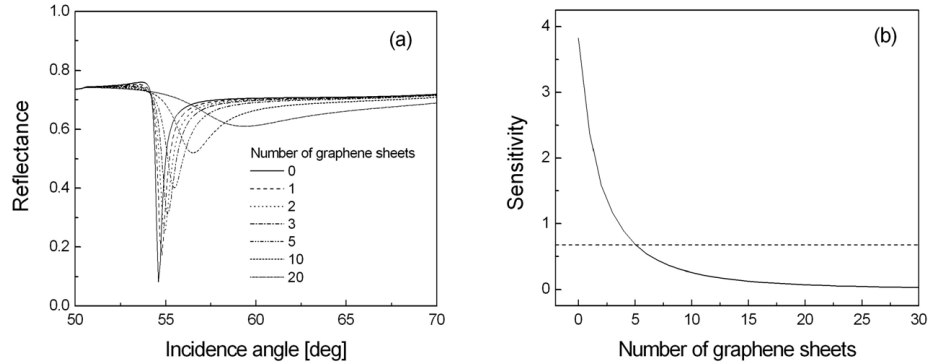 (a)
1.0
0.8
0.6
0.4
0.2
0.0
Reflectance
Number of graphene sheets
0
1
2
3
5
10
20
50 55 60 65 70
Incidence angle [deg]
(b)
4
3
2
1
0
Sensitivity
0 5 10 15 20 25 30
Number of graphene sheets